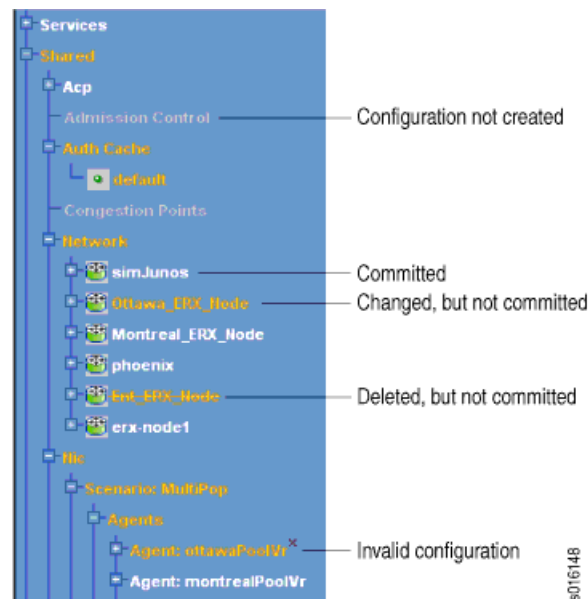 Services
Shared
Acp
Admission Control
Configuration not created
Auth Cache
default
Congestion Points
Network
simJunos
Committed
Ottawa_ERX_Node
Changed, but not committed
Montreal_ERX_Node
phoenix
Ent_ERX_Node
Deleted, but not committed
erx-node1
Nic
Scenario: MultiPop
Agents
Agent: ottawaPoolVr
Invalid configuration
Agent: montrealPoolVr
s016148